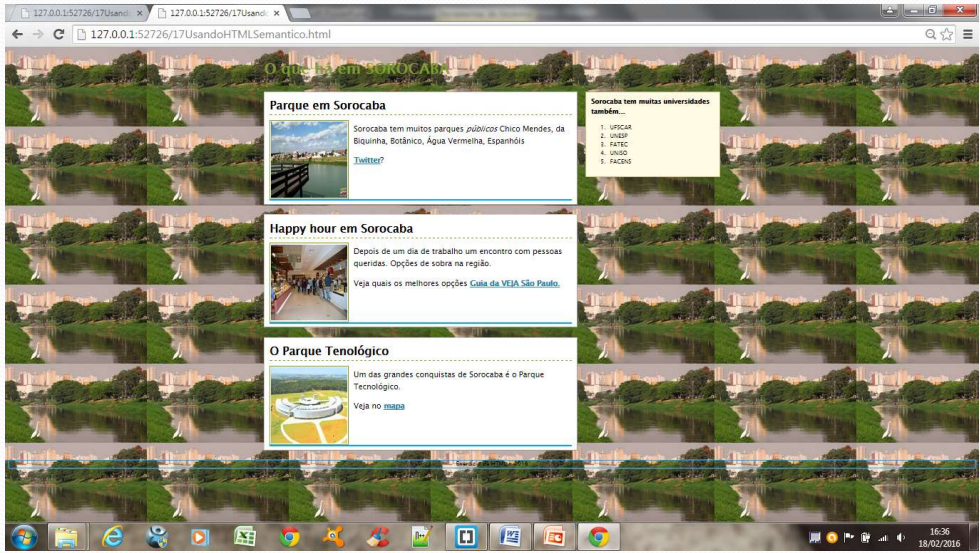 127.0.0.1:52726/17Usand
127.0.0.1:52726/17Usand
127.0.0.1:52726/17UsandoHTMLSemantico.html
O que em SOROCABA
Parque em Sorocaba
Sorocaba tem muitos parques públicos Chico Mendes, da
Biquinha, Botânico, Água Vermelha, Espanhóis
Twitter?
Sorocaba tem muitas universidades
também...
1. UFSCAR
2. UNESP
3. FATEC
4. UNISO
5. FACENS
Happy hour em Sorocaba
Depois de um dia de trabalho um encontro com pessoas
queridas. Opções de sobra na região.
Veja quais os melhores opções Guia da VEJA São Paulo.
O Parque Tenológico
Um das grandes conquistas de Sorocaba é o Parque
Tecnológico.
Veja no mapa
16:36
18/02/2016